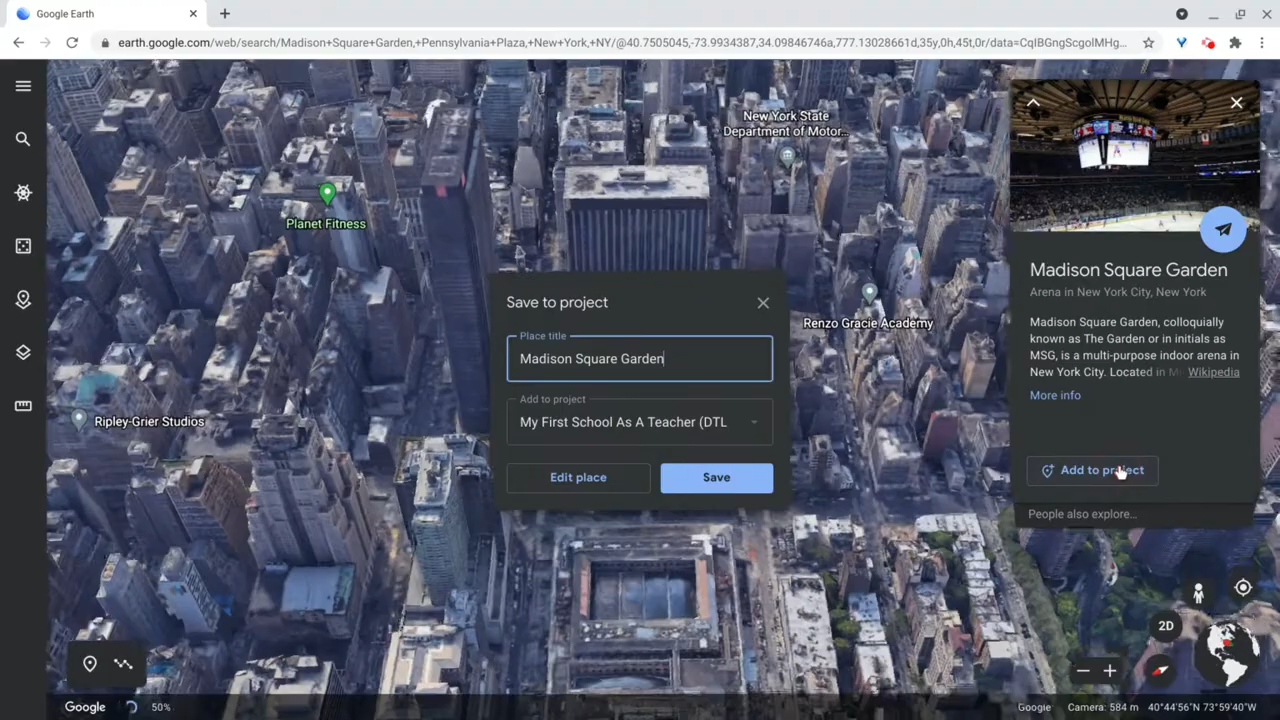 Google Earth
earth.google.com/web/search/Madison+Square+Garden,+Pennsylvania+Plaza,+New+York,+NY/@40.7505045,-73.9934387,34.09846746a,777.13028661d,35y,0h,45t,0r/data=CqlBGngScgolMHg...
New York State
Department of Motor...
Planet Fitness
Renzo Gracie Academy
Ripley-Grier Studios
Save to project
Place title
Madison Square Garden
Add to project
My First School As A Teacher (DTL
Edit place
Save
Madison Square Garden
Arena in New York City, New York
Madison Square Garden, colloquially
known as The Garden or in initials as
MSG, is a multi-purpose indoor arena in
New York City. Located in Mi Wikipedia
More info
Add to project
People also explore...
2D
Google
50%
Google
Camera: 584 m
40°44'56"N 73°59'40"W